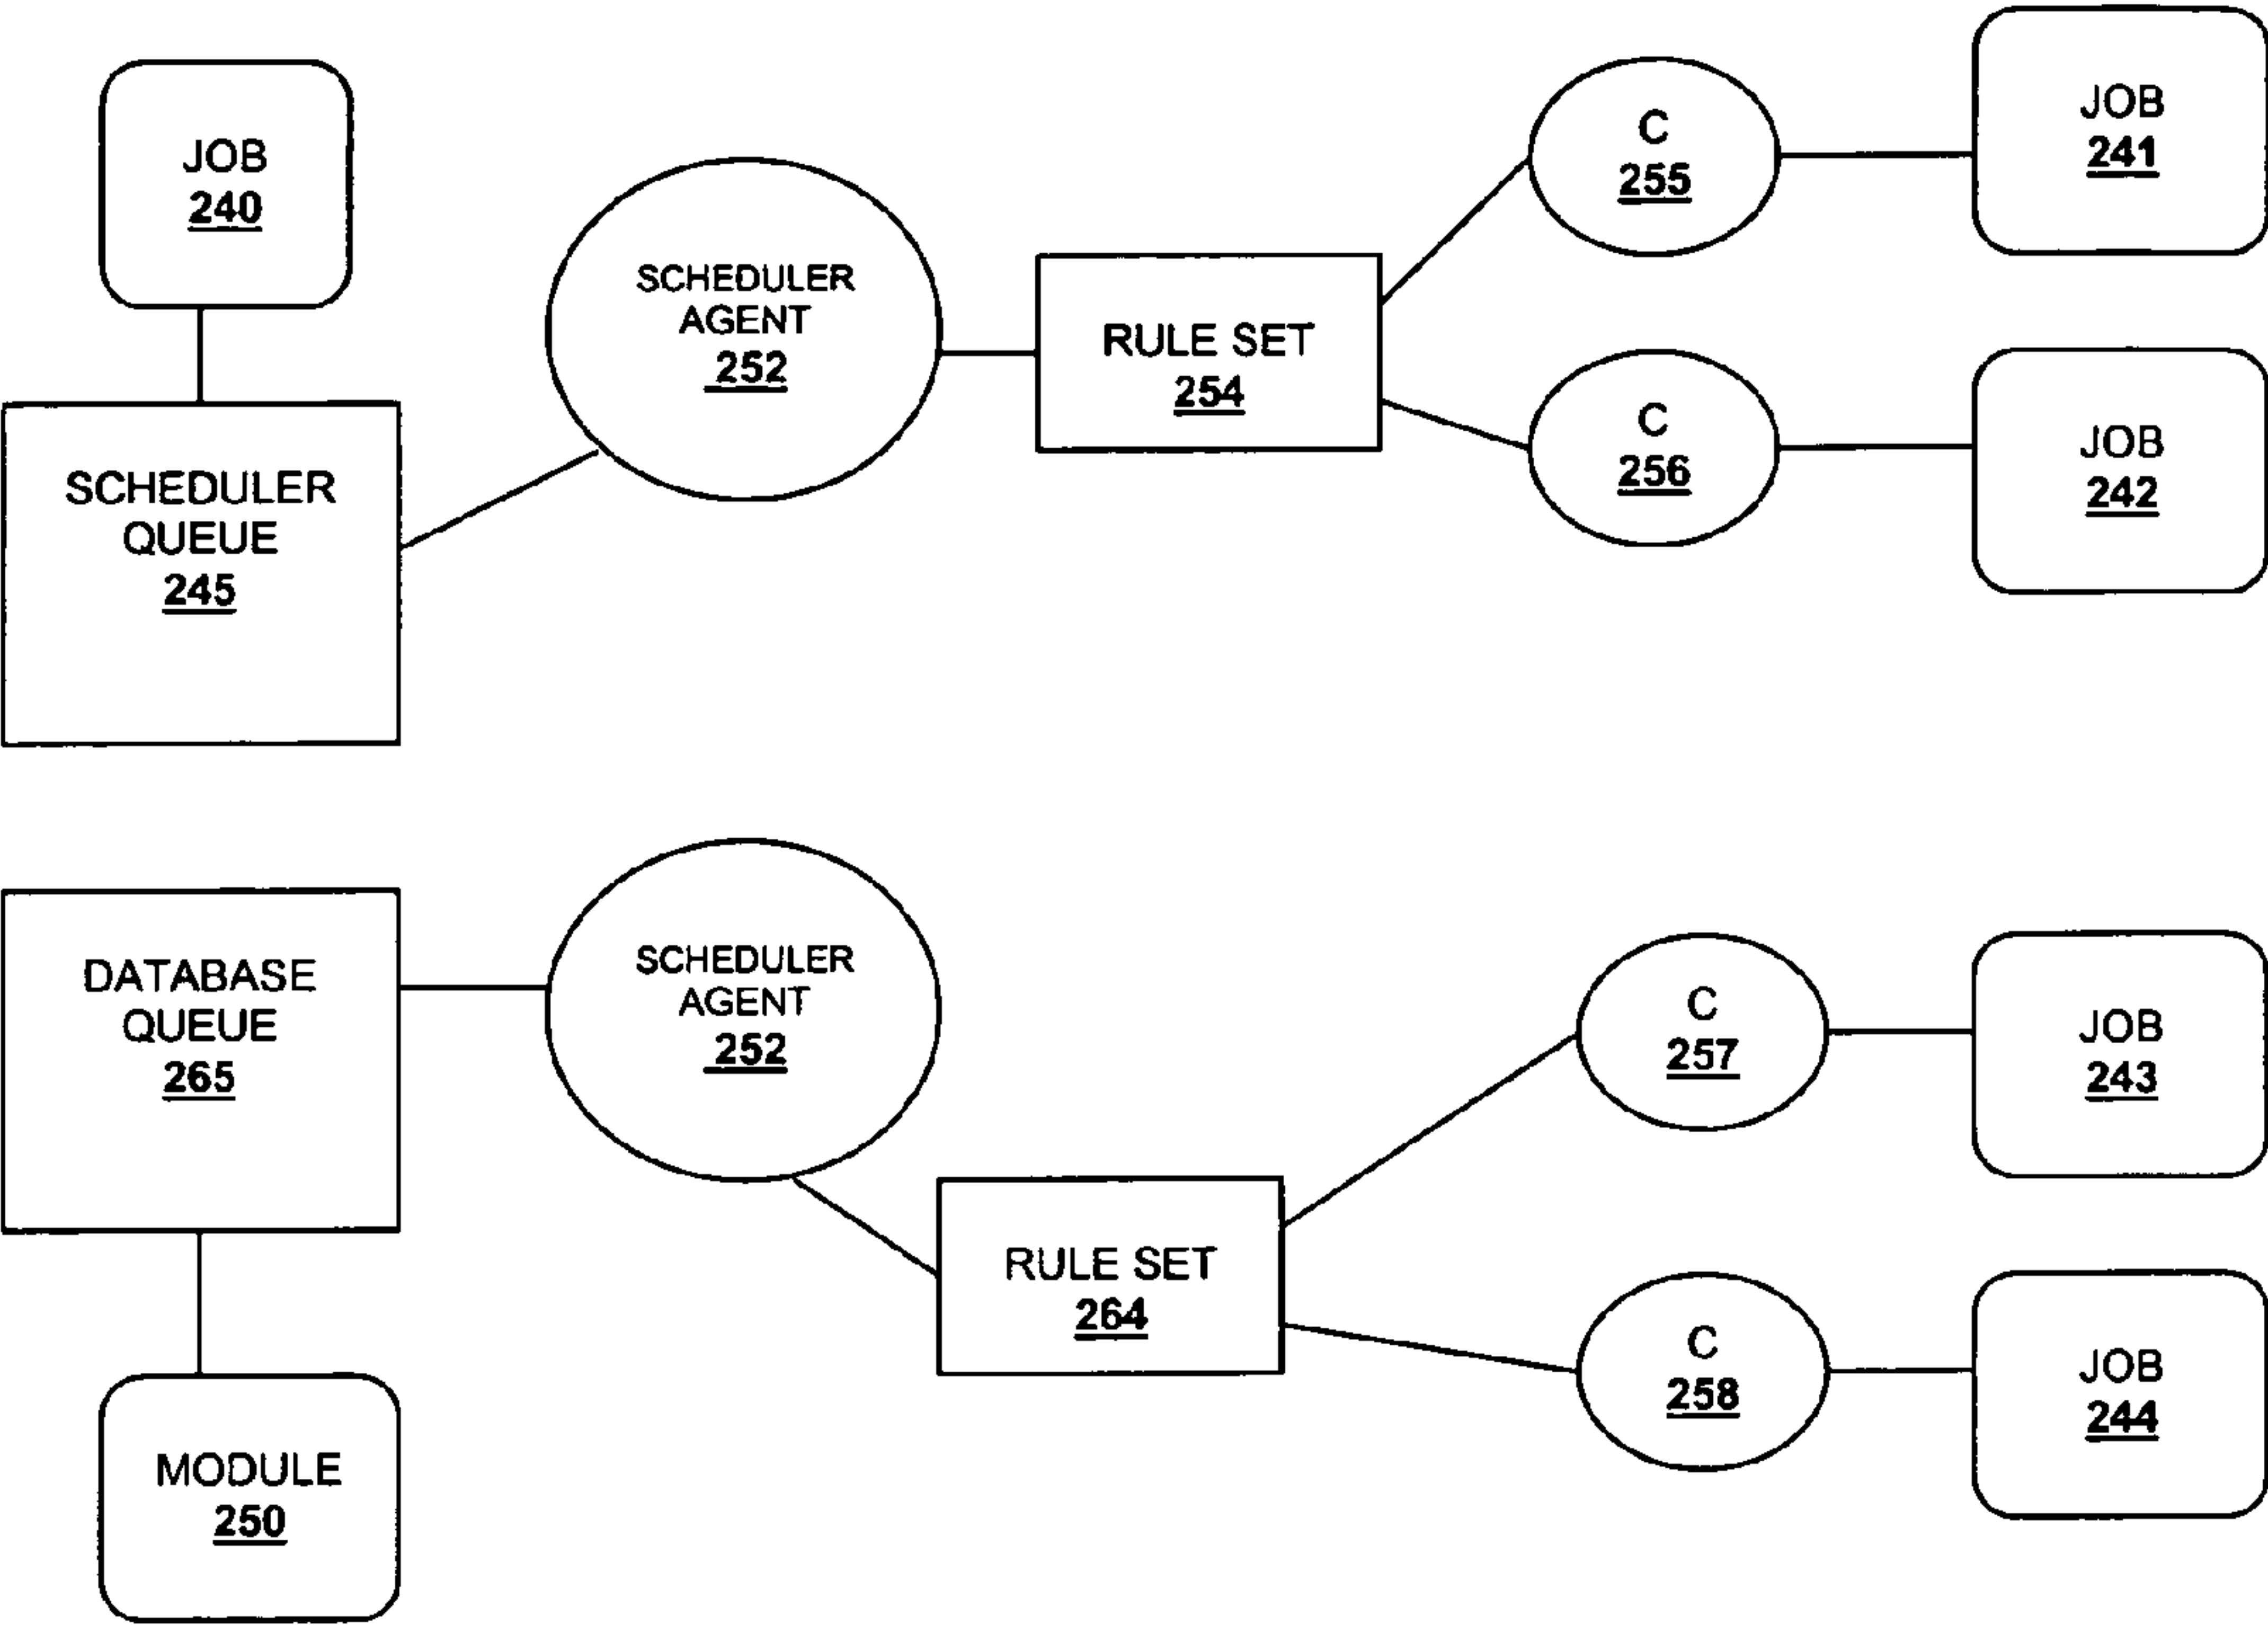 JOB
240
SCHEDULER
QUEUE
245
SCHEDULER
AGENT
252
RULE SET
254
C
255
JOB
241
C
256
JOB
242
DATABASE
QUEUE
265
SCHEDULER
AGENT
252
RULE SET
264
C
257
JOB
243
C
258
JOB
244
MODULE
250